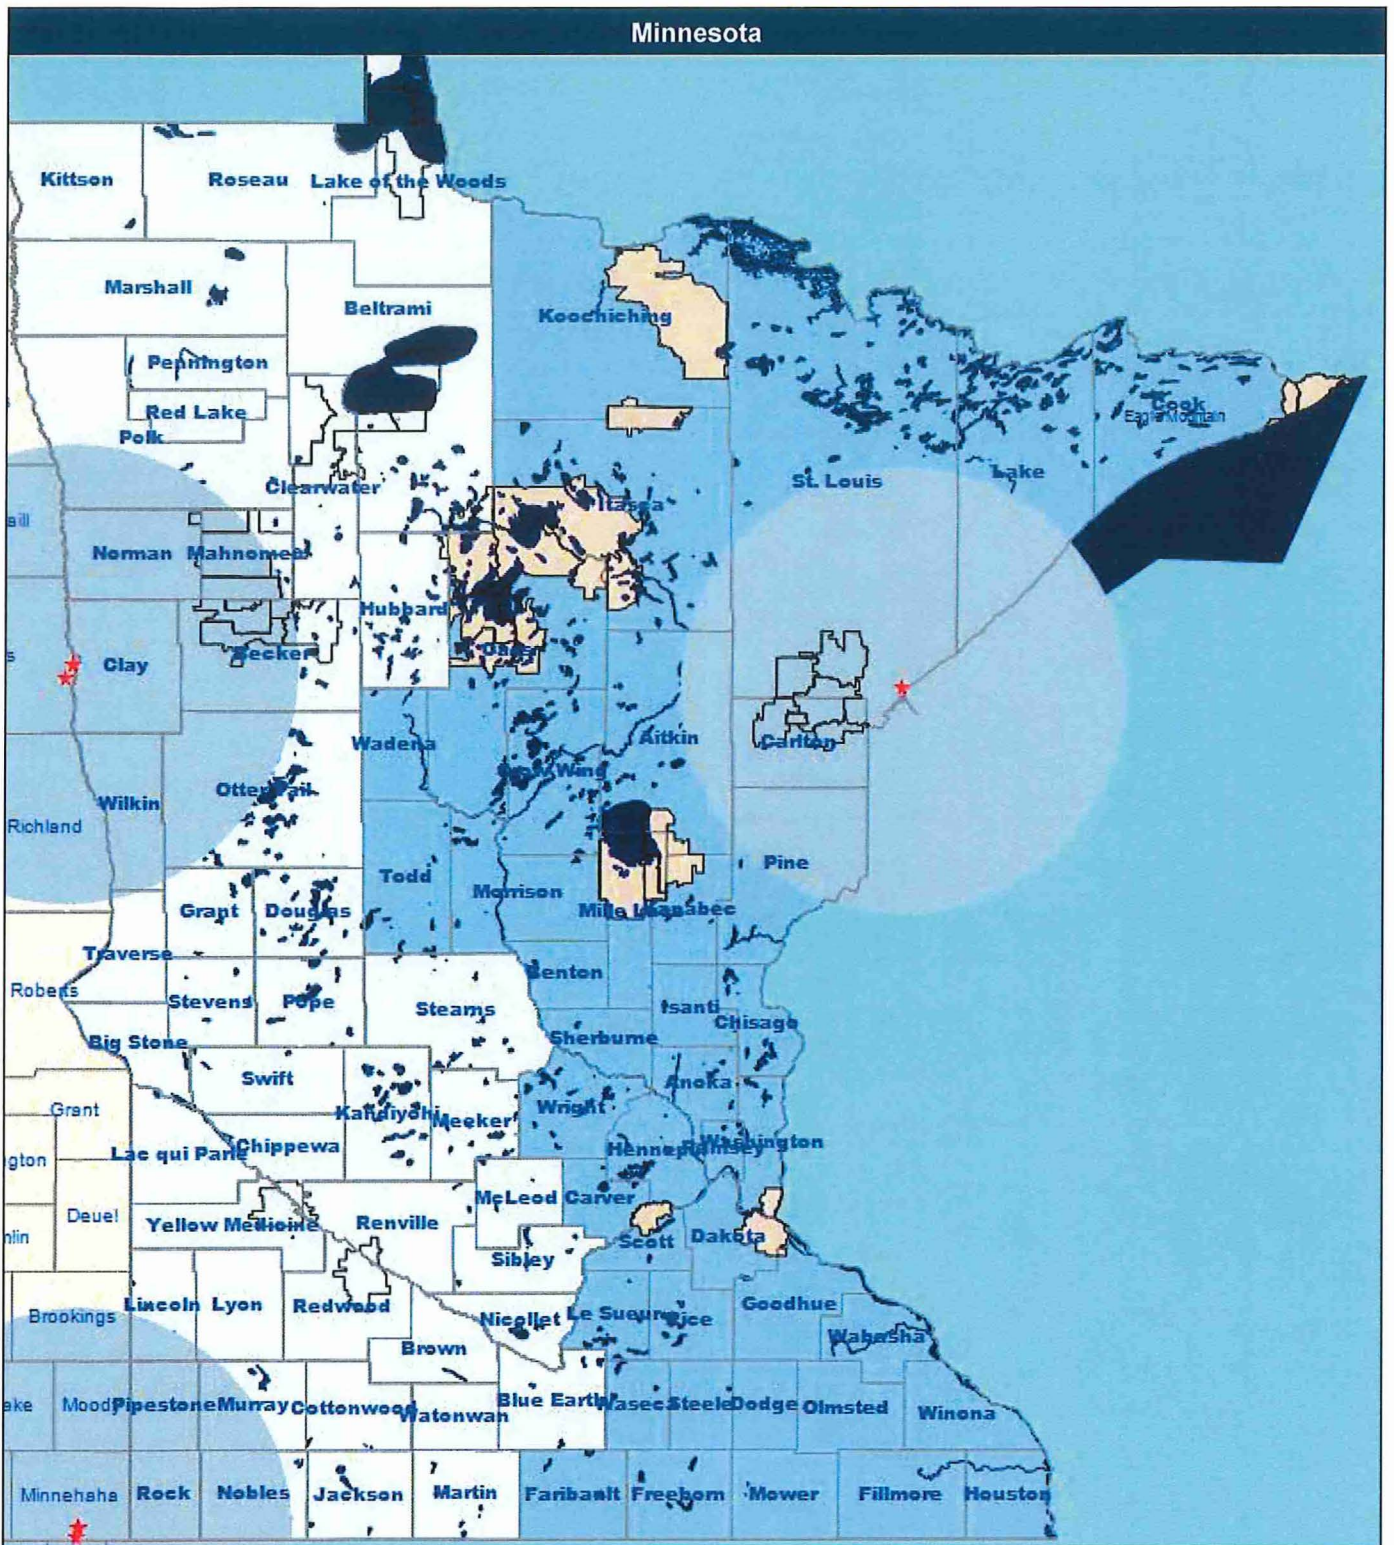 Minnesota
Kittson
Roseau
Lake of the Woods
Marshall
Beltrami
Koochiching
Pennington
Red Lake
Polk
Cook
Eagle Mountain
Clearwater
St. Louis
Lake
Itasca
Norman
Mahnomen
Hubbard
Clay
Becker
Cass
Wadena
Aitkin
Carlton
Crow Wing
Otter Tail
Wilkin
Richland
Todd
Morrison
Pine
Grant
Douglas
Mille Lacs
Kanabec
Traverse
Benton
Roberts
Stevens
Pope
Stearns
Isanti
Chisago
Sherburne
Big Stone
Swift
Anoka
Grant
Kandiyohi
Meeker
Wright
Lac qui Parle
Chippewa
Hennepin
Ramsey
Washington
McLeod
Carver
Deuel
Yellow Medicine
Renville
Scott
Dakota
Sibley
Brookings
Lincoln
Lyon
Redwood
Nicollet
Le Sueur
Rice
Goodhue
Wabasha
Brown
Moody
Pipestone
Murray
Cottonwood
Watonwan
Blue Earth
Waseca
Steele
Dodge
Olmsted
Winona
Minnehaha
Rock
Nobles
Jackson
Martin
Faribault
Freeborn
Mower
Fillmore
Houston